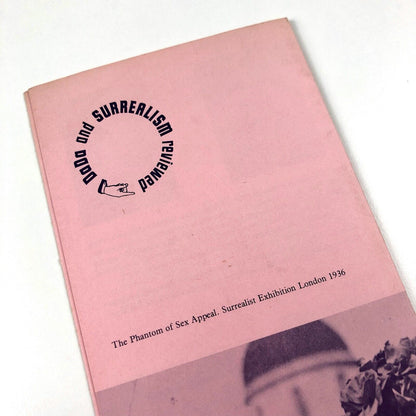 DaDa and SURREALISM reviewed
The Phantom of Sex Appeal. Surrealist Exhibition London 1936